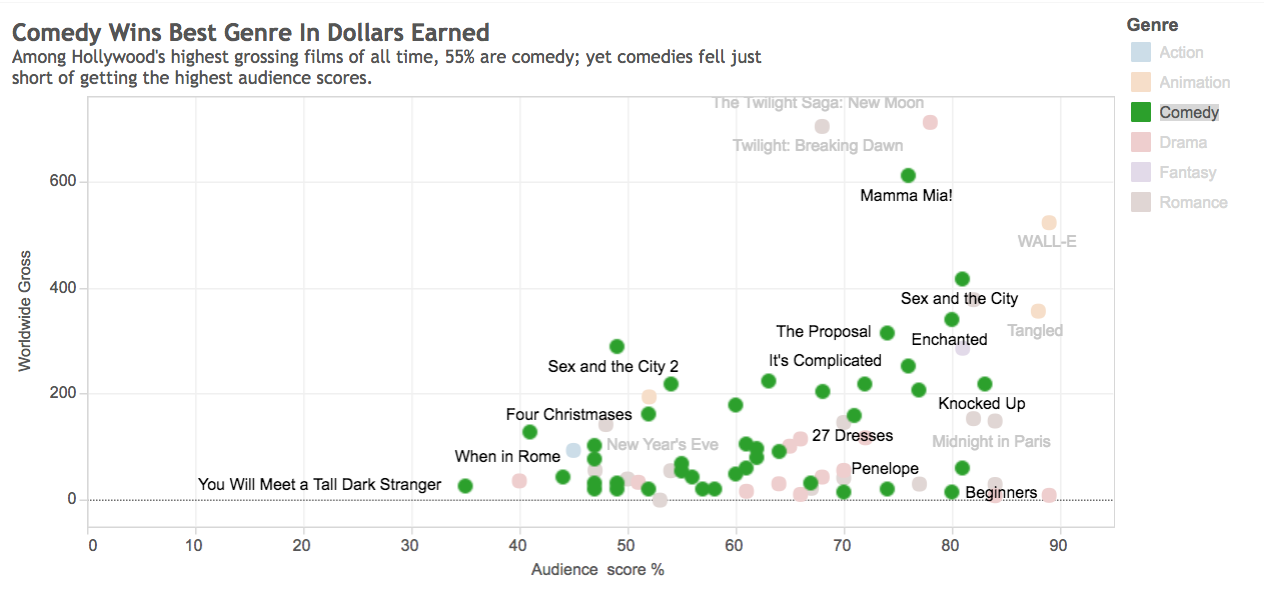 Comedy Wins Best Genre In Dollars Earned
Among Hollywood's highest grossing films of all time, 55% are comedy; yet comedies fell just
short of getting the highest audience scores.
Genre
Action
Animation
Comedy
Drama
Fantasy
Romance
The Twilight Saga: New Moon
Twilight: Breaking Dawn
Mamma Mia!
WALL-E
Sex and the City
Tangled
The Proposal
Enchanted
It's Complicated
Sex and the City 2
Knocked Up
Four Christmases
27 Dresses
Midnight in Paris
New Year's Eve
When in Rome
Penelope
You Will Meet a Tall Dark Stranger
Beginners
Worldwide Gross
600
400
200
0
0 10 20 30 40 50 60 70 80 90
Audience score %